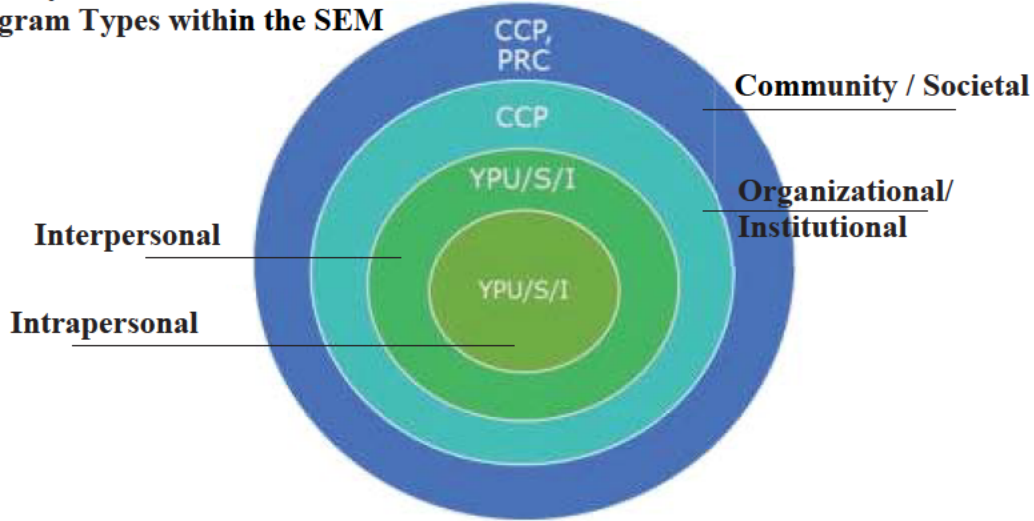 gram Types within the SEM
CCP,
PRC
Community / Societal
CCP
YPU/S/I
Organizational/
Institutional
Interpersonal
YPU/S/I
Intrapersonal